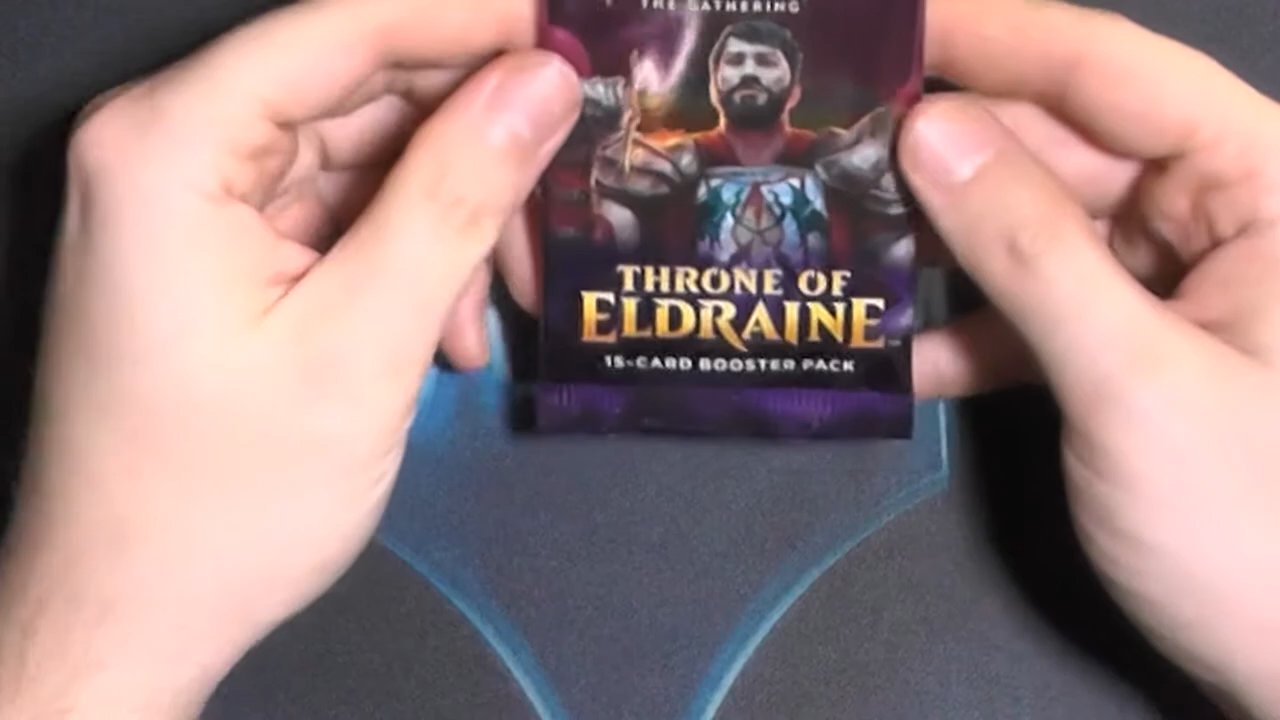 THE GATHERING
THRONE OF
ELDRAINE
15-CARD BOOSTER PACK